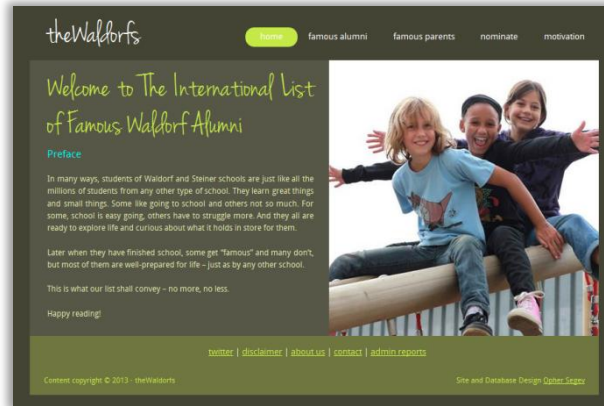 theWaldorfs
home famous alumni famous parents nominate motivation
Welcome to The International List
of Famous Waldorf Alumni
Preface
In many ways, students of Waldorf and Steiner schools are just like all the
millions of students from any other type of school. They learn great things
and small things. Some like going to school and others not so much. For
some, school is easy going, others have to struggle more. And they all are
ready to explore life and curious about what it holds in store for them.
Later when they have finished school, some get "famous" and many don't,
but most of them are well-prepared for life – just as by any other school.
This is what our list shall convey – no more, no less.
Happy reading!
twitter | disclaimer | about us | contact | admin reports
Content copyright © 2013 - theWaldorfs
Site and Database Design Opher Segev